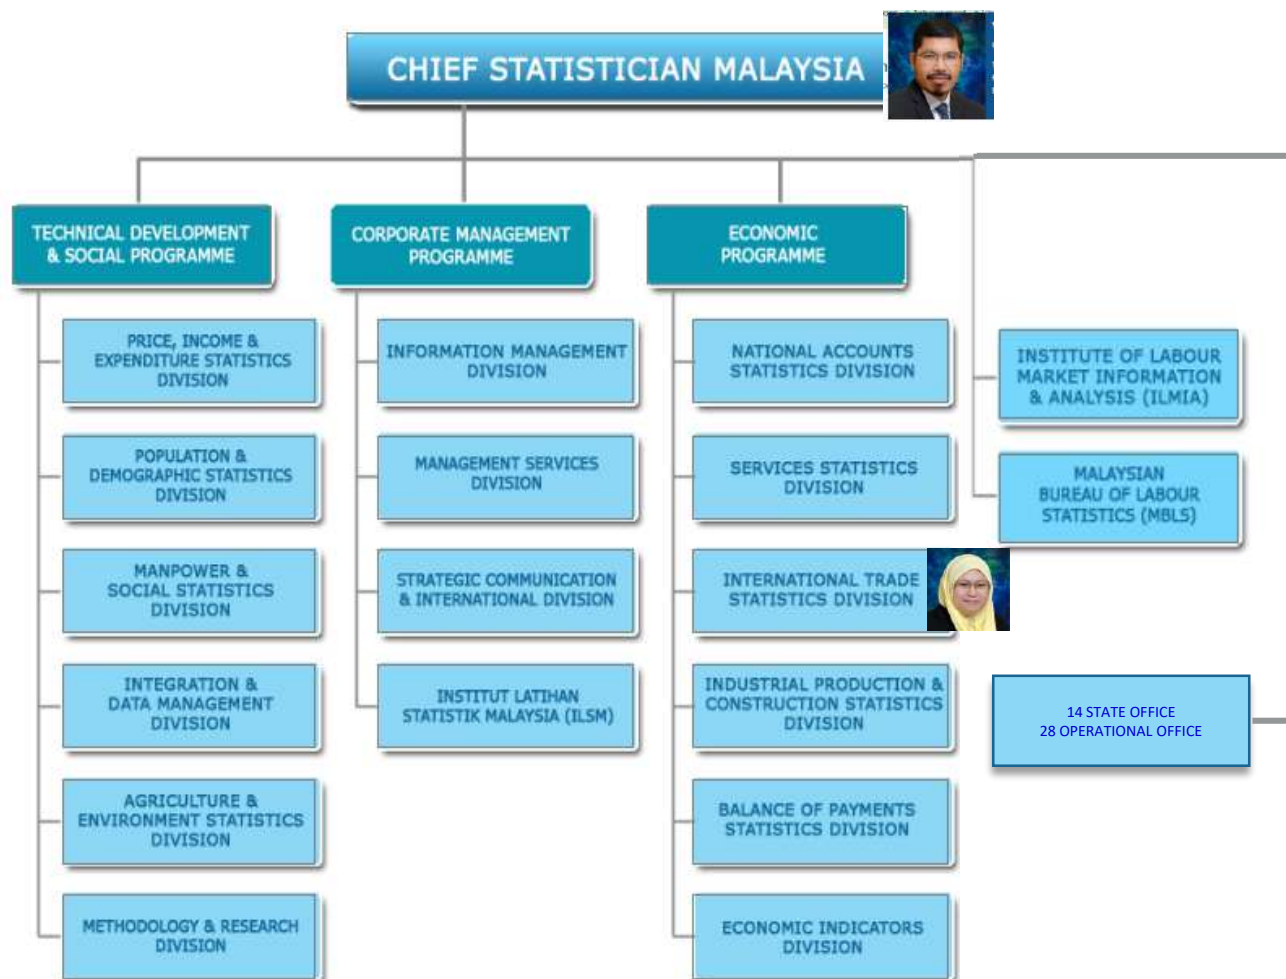 CHIEF STATISTICIAN MALAYSIA
TECHNICAL DEVELOPMENT
& SOCIAL PROGRAMME
PRICE, INCOME &
EXPENDITURE STATISTICS
DIVISION
POPULATION &
DEMOGRAPHIC STATISTICS
DIVISION
MANPOWER &
SOCIAL STATISTICS
DIVISION
INTEGRATION &
DATA MANAGEMENT
DIVISION
AGRICULTURE &
ENVIRONMENT STATISTICS
DIVISION
METHODOLOGY & RESEARCH
DIVISION
CORPORATE MANAGEMENT
PROGRAMME
INFORMATION MANAGEMENT
DIVISION
MANAGEMENT SERVICES
DIVISION
STRATEGIC COMMUNICATION
& INTERNATIONAL DIVISION
INSTITUT LATIHAN
STATISTIK MALAYSIA (ILSM)
ECONOMIC
PROGRAMME
NATIONAL ACCOUNTS
STATISTICS DIVISION
SERVICES STATISTICS
DIVISION
INTERNATIONAL TRADE
STATISTICS DIVISION
INDUSTRIAL PRODUCTION &
CONSTRUCTION STATISTICS
DIVISION
BALANCE OF PAYMENTS
STATISTICS DIVISION
ECONOMIC INDICATORS
DIVISION
INSTITUTE OF LABOUR
MARKET INFORMATION
& ANALYSIS (ILMIA)
MALAYSIAN
BUREAU OF LABOUR
STATISTICS (MBLS)
14 STATE OFFICE
28 OPERATIONAL OFFICE